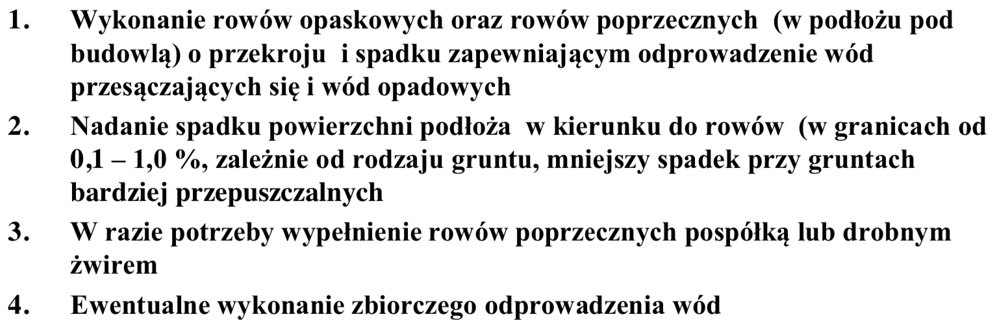 1. Wykonanie rowów opaskowych oraz rowów poprzecznych (w podłożu pod
budowlą) o przekroju i spadku zapewniającym odprowadzenie wód
przesączających się i wód opadowych
2. Nadanie spadku powierzchni podłoża w kierunku do rowów (w granicach od
0,1 – 1,0 %, zależnie od rodzaju gruntu, mniejszy spadek przy gruntach
bardziej przepuszczalnych
3. W razie potrzeby wypełnienie rowów poprzecznych pospółką lub drobnym
żwirem
4. Ewentualne wykonanie zbiorczego odprowadzenia wód